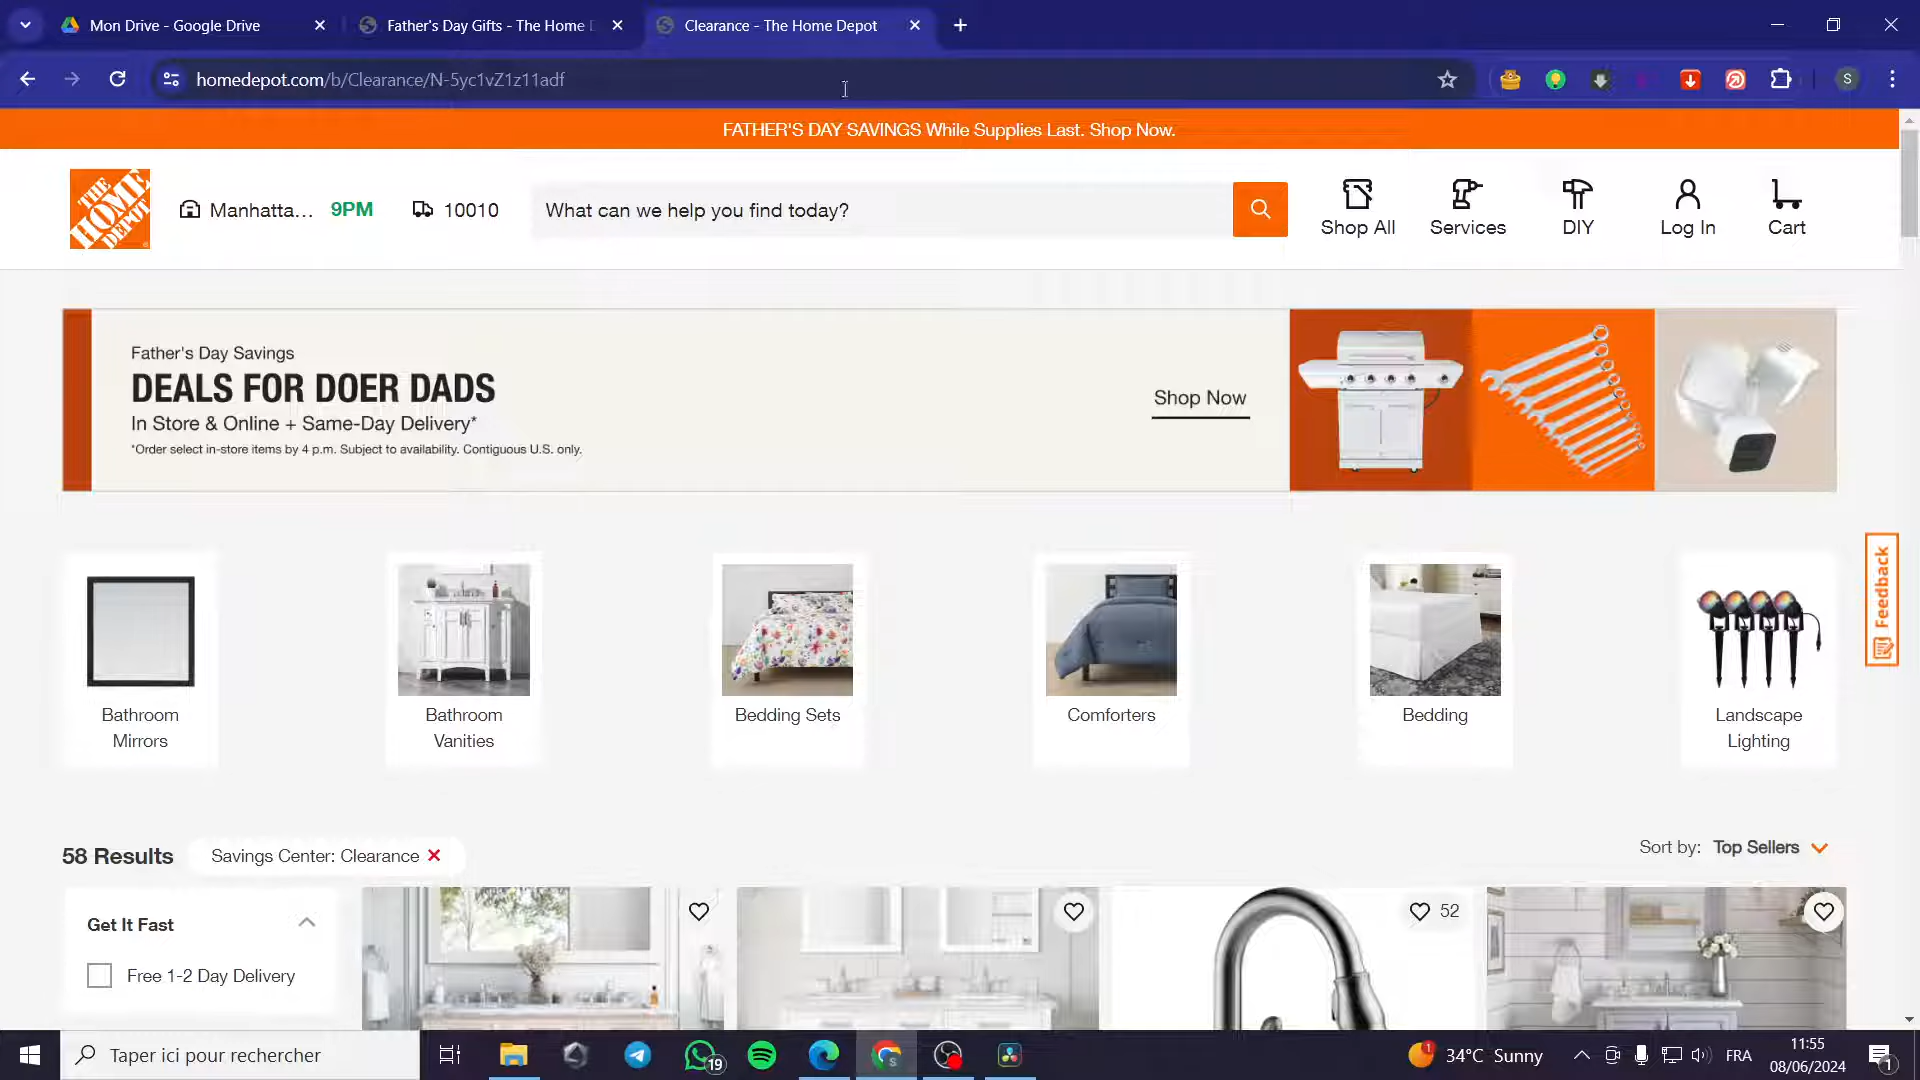 Mon Drive - Google Drive
Father's Day Gifts - The Home D
Clearance - The Home Depot
homedepot.com/b/Clearance/N-5yc1vZ1z11adf
S
FATHER'S DAY SAVINGS While Supplies Last. Shop Now.
THE HOME DEPOT
Manhatta...
9PM
10010
What can we help you find today?
Shop All
Services
DIY
Log In
Cart
Father's Day Savings
DEALS FOR DOER DADS
In Store & Online + Same-Day Delivery*
*Order select in-store items by 4 p.m. Subject to availability. Contiguous U.S. only.
Shop Now
Feedback
Bathroom
Mirrors
Bathroom
Vanities
Bedding Sets
Comforters
Bedding
Landscape
Lighting
58 Results
Savings Center: Clearance
Sort by: Top Sellers
Get It Fast
Free 1-2 Day Delivery
52
Taper ici pour rechercher
19
S
1
34°C Sunny
FRA
11:55
08/06/2024
1